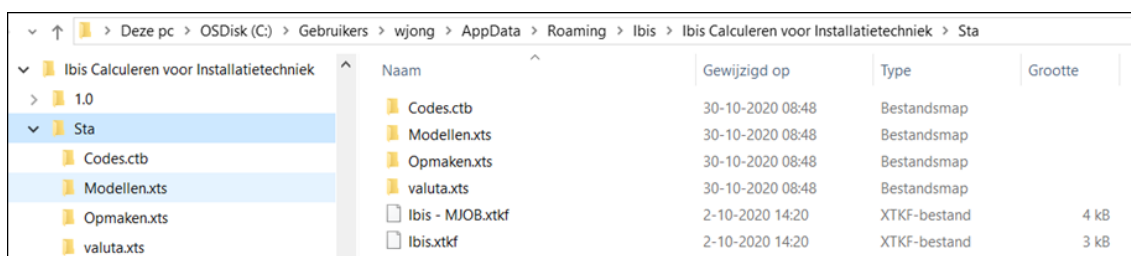 Deze pc > OSDisk (C:) > Gebruikers > wjong > AppData > Roaming > Ibis > Ibis Calculeren voor Installatietechniek > Sta
Ibis Calculeren voor Installatietechniek
1.0
Sta
Codes.ctb
Modellen.xts
Opmaken.xts
valuta.xts
Naam Gewijzigd op Type Grootte
Codes.ctb 30-10-2020 08:48 Bestandsmap
Modellen.xts 30-10-2020 08:48 Bestandsmap
Opmaken.xts 30-10-2020 08:48 Bestandsmap
valuta.xts 30-10-2020 08:48 Bestandsmap
Ibis - MJOB.xtkf 2-10-2020 14:20 XTKF-bestand 4 kB
Ibis.xtkf 2-10-2020 14:20 XTKF-bestand 3 kB